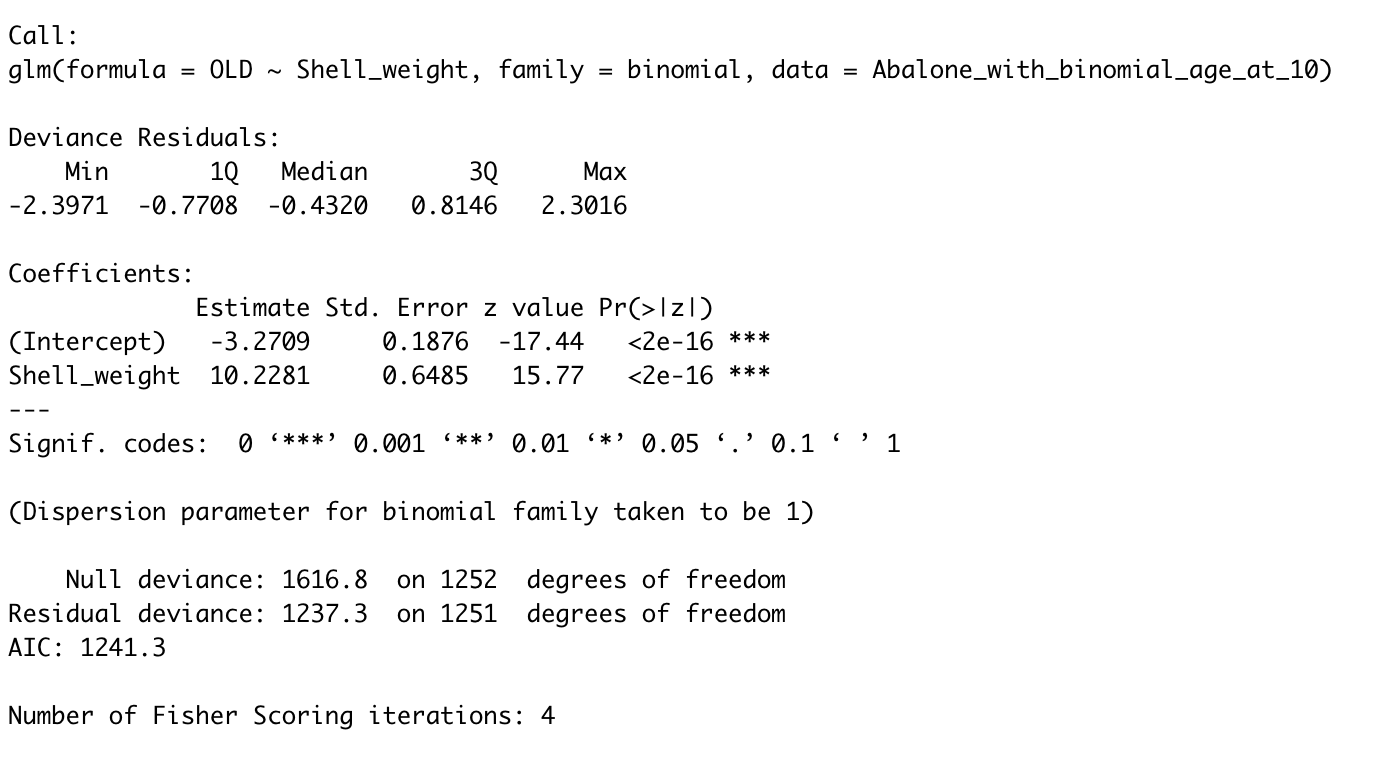 Call:
glm(formula = OLD ~ Shell_weight, family = binomial, data = Abalone_with_binomial_age_at_10)
Deviance Residuals:
    Min       1Q   Median       3Q      Max
-2.3971  -0.7708  -0.4320   0.8146   2.3016
Coefficients:
             Estimate Std. Error z value Pr(>|z|)
(Intercept)   -3.2709     0.1876  -17.44   <2e-16 ***
Shell_weight  10.2281     0.6485   15.77   <2e-16 ***
---
Signif. codes:  0 ‘***’ 0.001 ‘**’ 0.01 ‘*’ 0.05 ‘.’ 0.1 ‘ ’ 1
(Dispersion parameter for binomial family taken to be 1)
    Null deviance: 1616.8  on 1252  degrees of freedom
Residual deviance: 1237.3  on 1251  degrees of freedom
AIC: 1241.3
Number of Fisher Scoring iterations: 4